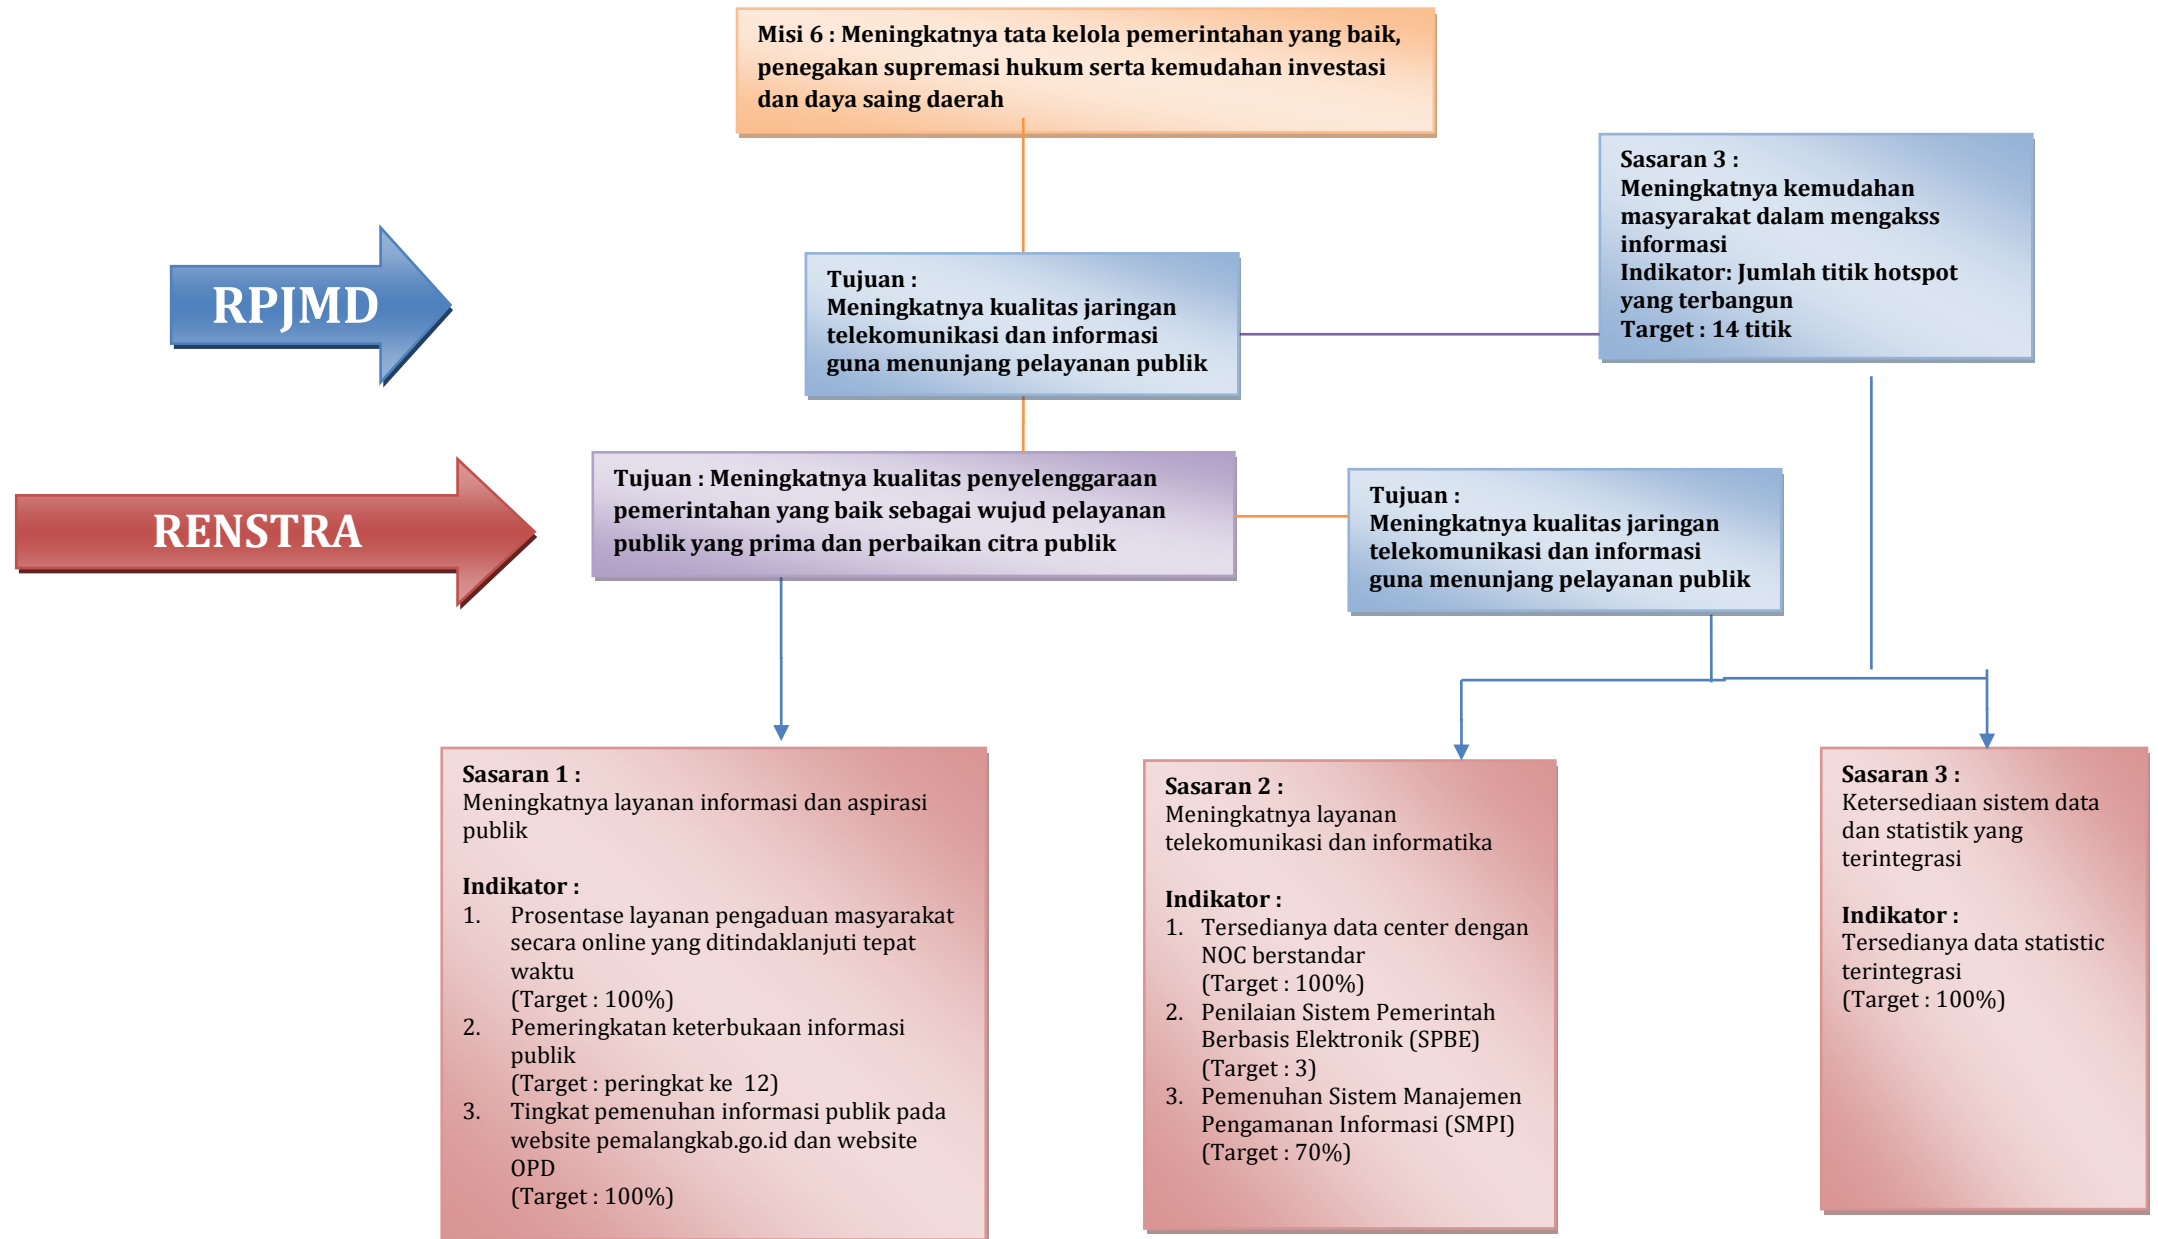 Misi 6 : Meningkatnya tata kelola pemerintahan yang baik,
penegakan supremasi hukum serta kemudahan investasi
dan daya saing daerah
Sasaran 3 :
Meningkatnya kemudahan
masyarakat dalam mengakss
informasi
Indikator: Jumlah titik hotspot
yang terbangun
Target : 14 titik
RPJMD
Tujuan :
Meningkatnya kualitas jaringan
telekomunikasi dan informasi
guna menunjang pelayanan publik
RENSTRA
Tujuan : Meningkatnya kualitas penyelenggaraan
pemerintahan yang baik sebagai wujud pelayanan
publik yang prima dan perbaikan citra publik
Tujuan :
Meningkatnya kualitas jaringan
telekomunikasi dan informasi
guna menunjang pelayanan publik
Sasaran 1 :
Meningkatnya layanan informasi dan aspirasi
publik
Indikator :
1. Prosentase layanan pengaduan masyarakat
secara online yang ditindaklanjuti tepat
waktu
(Target : 100%)
2. Pemeringkatan keterbukaan informasi
publik
(Target : peringkat ke 12)
3. Tingkat pemenuhan informasi publik pada
website pemalangkab.go.id dan website
OPD
(Target : 100%)
Sasaran 2 :
Meningkatnya layanan
telekomunikasi dan informatika
Indikator :
1. Tersedianya data center dengan
NOC berstandar
(Target : 100%)
2. Penilaian Sistem Pemerintah
Berbasis Elektronik (SPBE)
(Target : 3)
3. Pemenuhan Sistem Manajemen
Pengamanan Informasi (SMPI)
(Target : 70%)
Sasaran 3 :
Ketersediaan sistem data
dan statistik yang
terintegrasi
Indikator :
Tersedianya data statistic
terintegrasi
(Target : 100%)